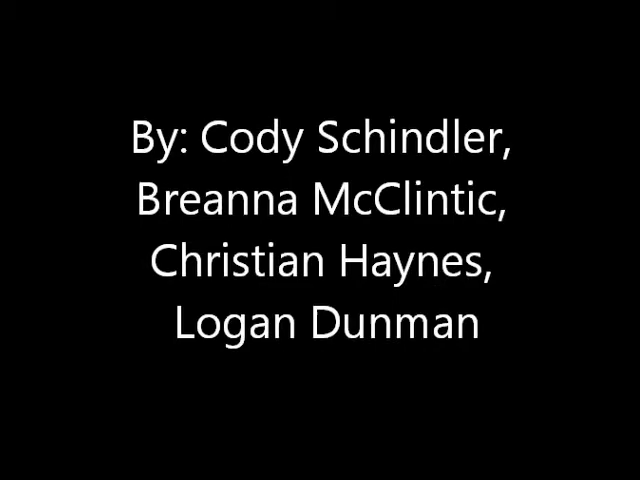 By: Cody Schindler,
Breanna McClintic,
Christian Haynes,
Logan Dunman